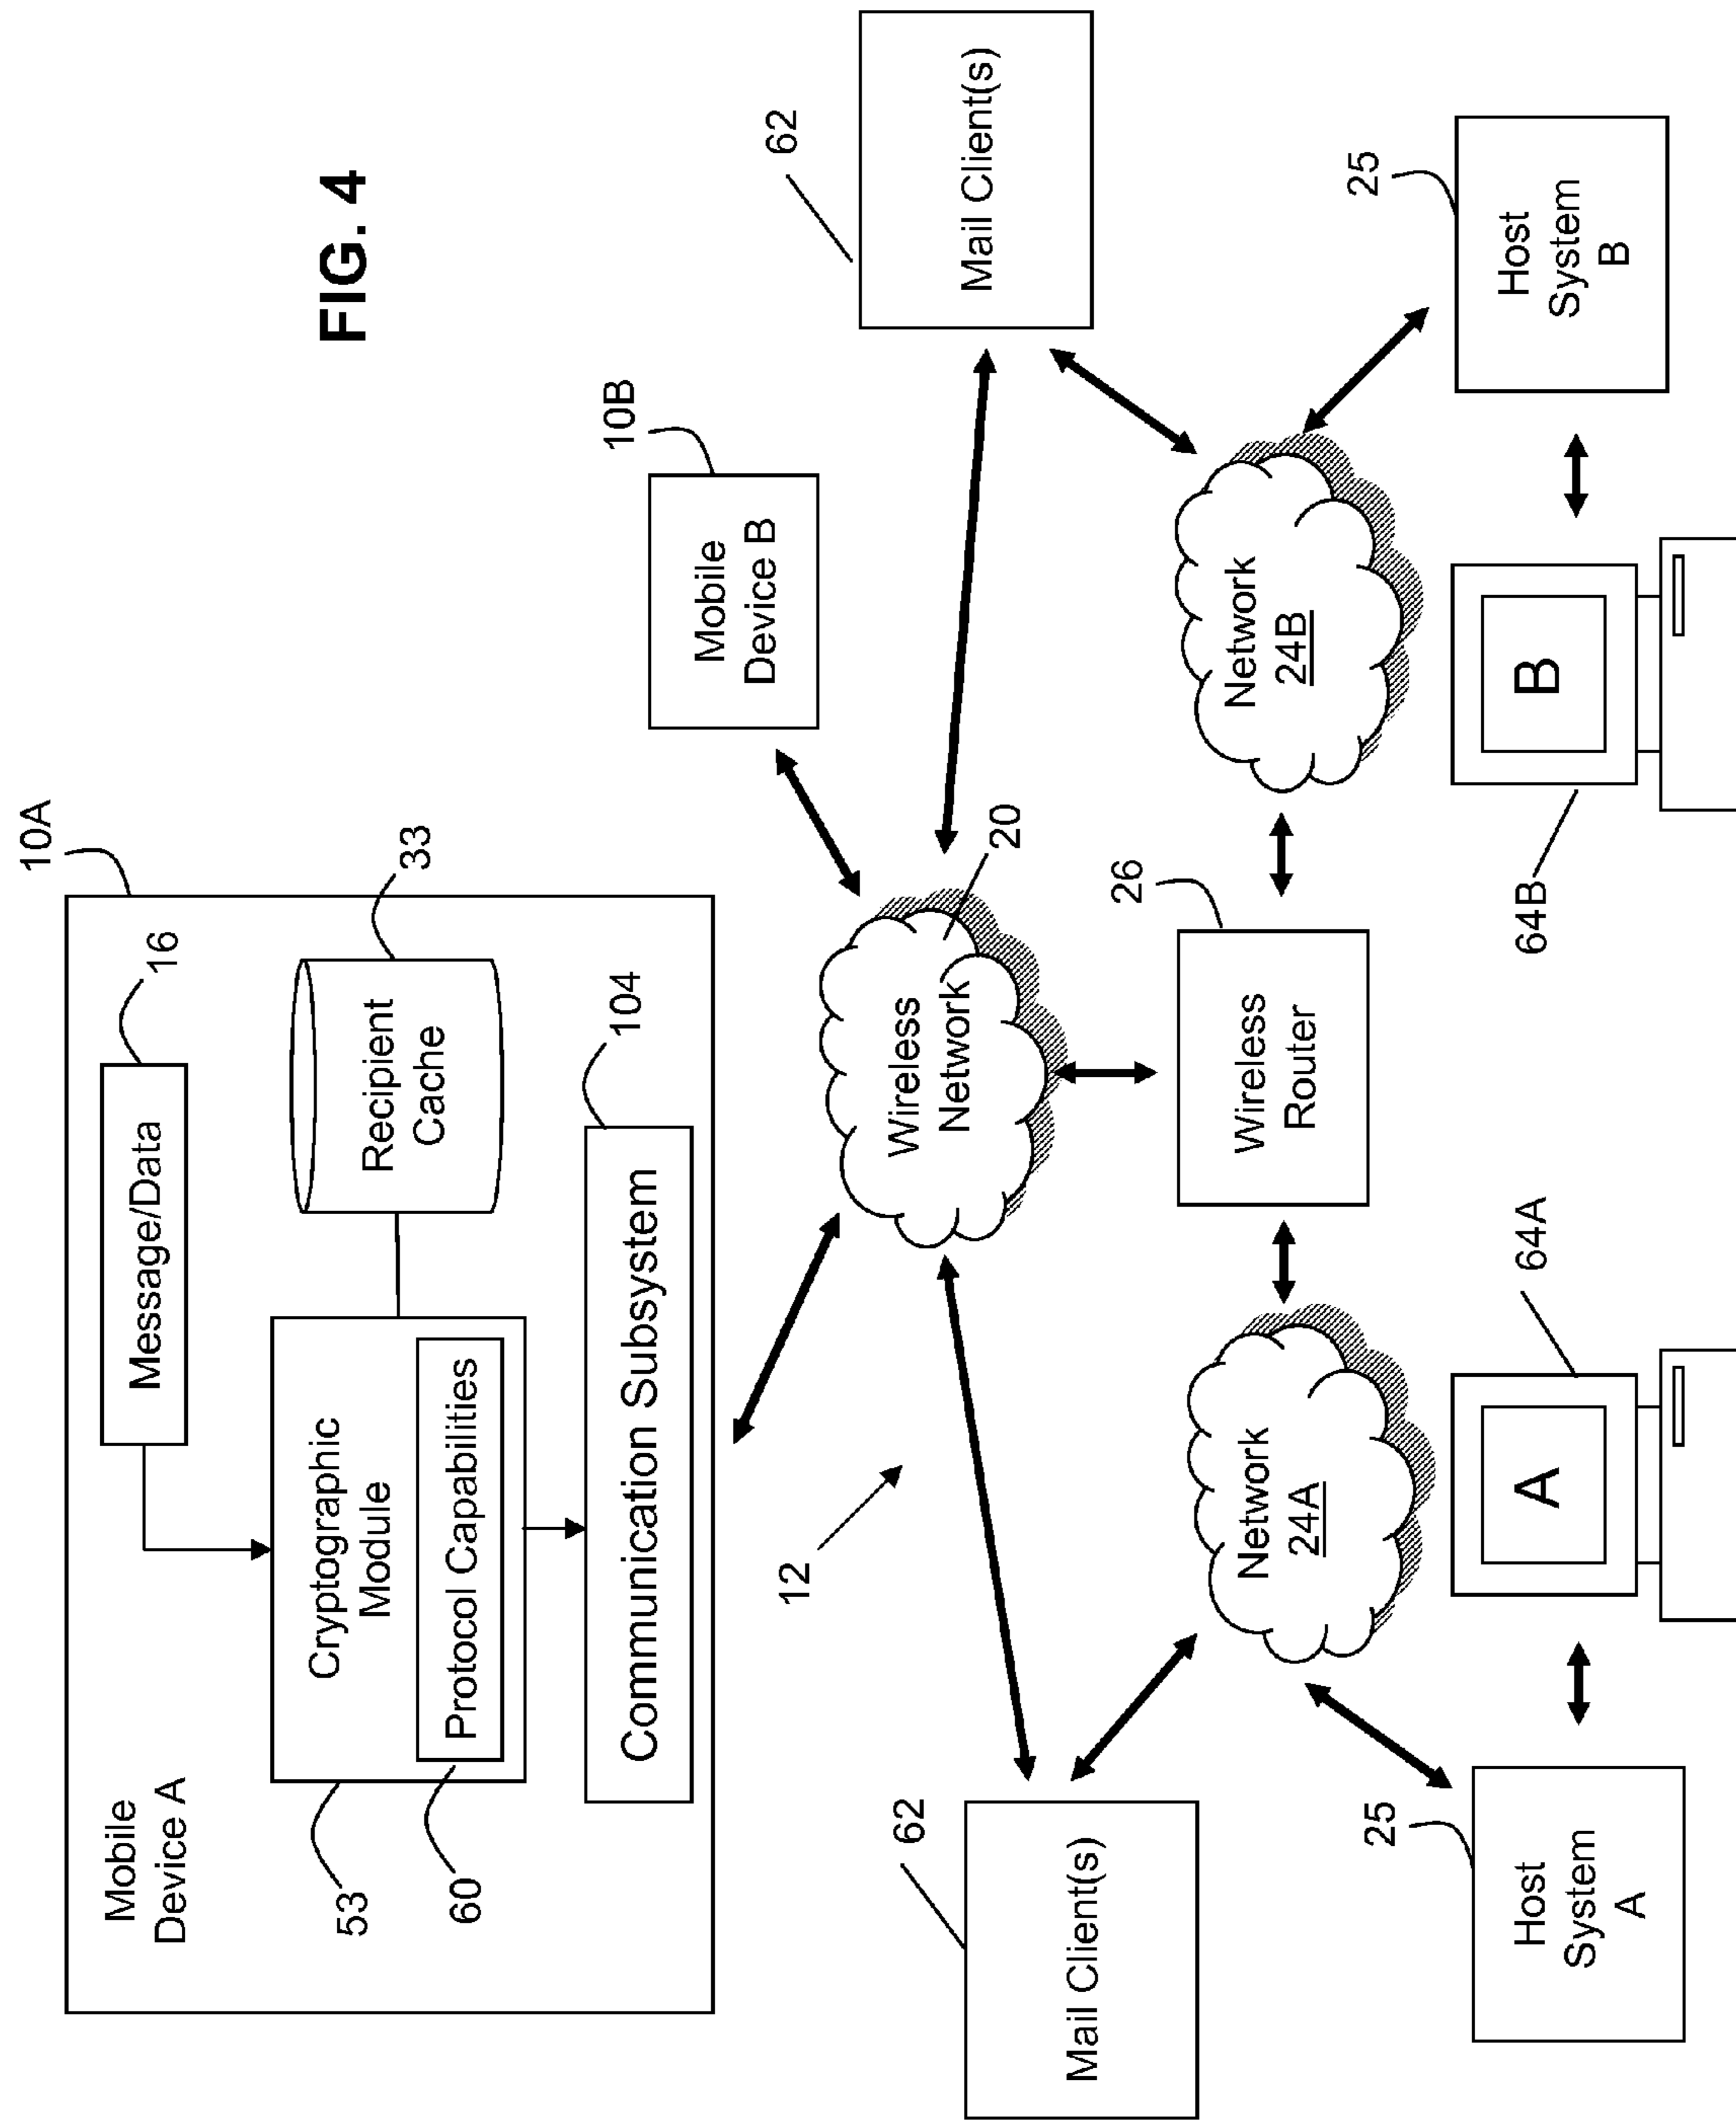 FIG. 4
10A
Mobile
Device A
Message/Data
16
Cryptographic
Module
Protocol Capabilities
53
60
Recipient
Cache
33
Communication Subsystem
104
10B
Mobile
Device B
62
Mail Client(s)
12
Wireless
Network
20
62
Mail Client(s)
26
Wireless
Router
Network
24A
Network
24B
25
Host
System
A
A
64A
64B
B
25
Host
System
B